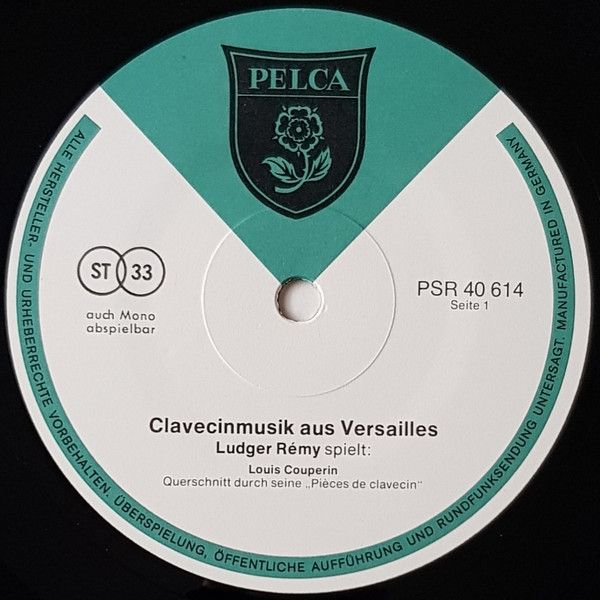 PELCA
ST 33
auch Mono
abspielbar
PSR 40 614
Seite 1
Clavecinmusik aus Versailles
Ludger Rémy spielt:
Louis Couperin
Querschnitt durch seine „Pièces de clavecin“
ALLE HERSTELLER- UND URHEBERRECHTE VORBEHALTEN. ÜBERSPIELUNG, ÖFFENTLICHE AUFFÜHRUNG UND RUNDFUNKSENDUNG UNTERSAGT. MANUFACTURED IN GERMANY